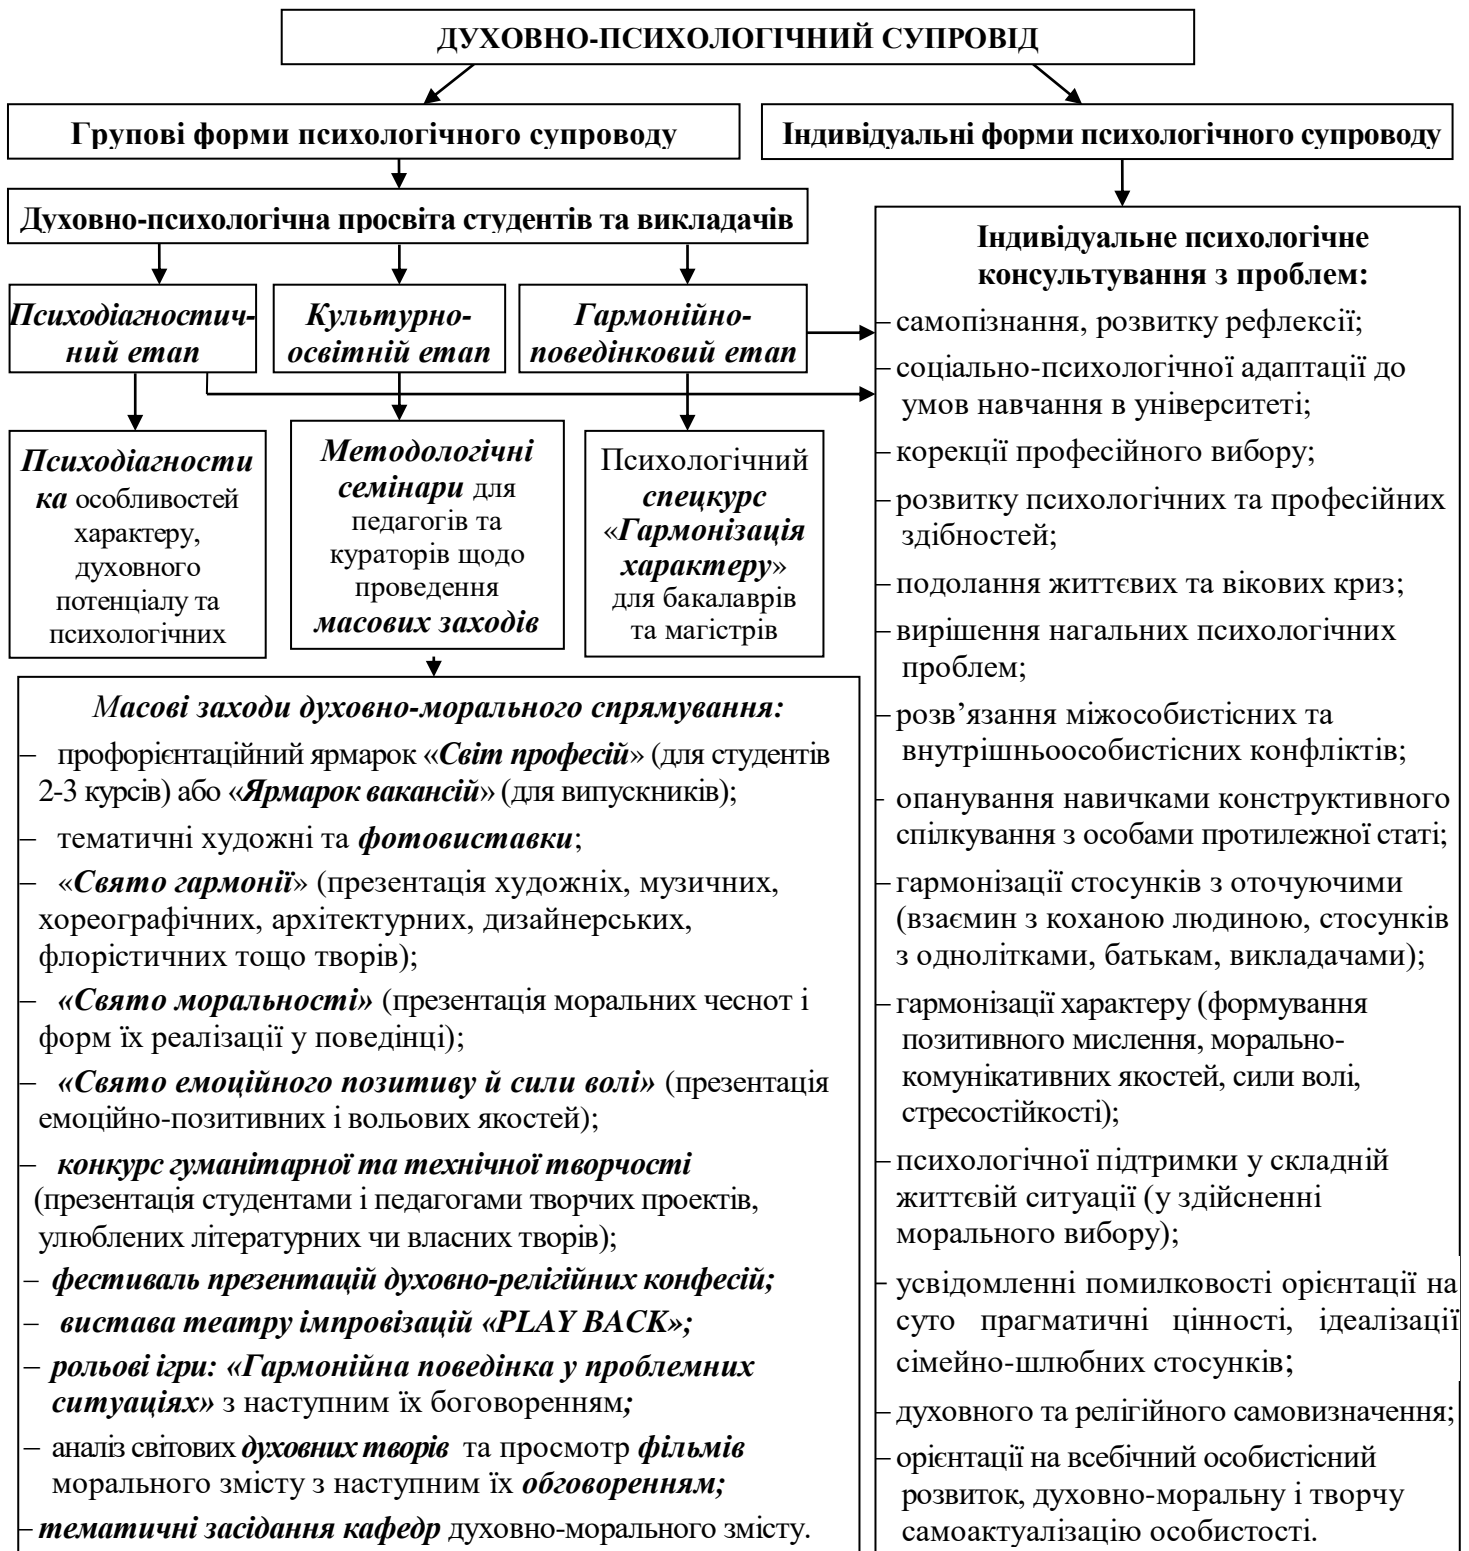 ДУХОВНО-ПСИХОЛОГІЧНИЙ СУПРОВІД
Групові форми психологічного супроводу
Індивідуальні форми психологічного супроводу
Духовно-психологічна просвіта студентів та викладачів
Психодіагностич-
ний етап
Культурно-
освітній етап
Гармонійно-
поведінковий етап
Психодіагности
ка особливостей
характеру,
духовного
потенціалу та
психологічних
Методологічні
семінари для
педагогів та
кураторів щодо
проведення
масових заходів
Психологічний
спецкурс
«Гармонізація
характеру»
для бакалаврів
та магістрів
Масові заходи духовно-морального спрямування:
– профорієнтаційний ярмарок «Світ професій» (для студентів
2-3 курсів) або «Ярмарок вакансій» (для випускників);
– тематичні художні та фотовиставки;
– «Свято гармонії» (презентація художніх, музичних,
хореографічних, архітектурних, дизайнерських,
флорістичних тощо творів);
– «Свято моральності» (презентація моральних чеснот і
форм їх реалізації у поведінці);
– «Свято емоційного позитиву й сили волі» (презентація
емоційно-позитивних і вольових якостей);
– конкурс гуманітарної та технічної творчості
(презентація студентами і педагогами творчих проектів,
улюблених літературних чи власних творів);
– фестиваль презентацій духовно-релігійних конфесій;
– вистава театру імпровізацій «PLAY BACK»;
– рольові ігри: «Гармонійна поведінка у проблемних
ситуаціях» з наступним їх боговоренням;
– аналіз світових духовних творів та просмотр фільмів
морального змісту з наступним їх обговоренням;
– тематичні засідання кафедр духовно-морального змісту.
Індивідуальне психологічне
консультування з проблем:
– самопізнання, розвитку рефлексії;
– соціально-психологічної адаптації до
умов навчання в університеті;
– корекції професійного вибору;
– розвитку психологічних та професійних
здібностей;
– подолання життєвих та вікових криз;
– вирішення нагальних психологічних
проблем;
– розв’язання міжособистісних та
внутрішньоособистісних конфліктів;
– опанування навичками конструктивного
спілкування з особами протилежної статі;
– гармонізації стосунків з оточуючими
(взаємин з коханою людиною, стосунків
з однолітками, батькам, викладачами);
– гармонізації характеру (формування
позитивного мислення, морально-
комунікативних якостей, сили волі,
стресостійкості);
– психологічної підтримки у складній
життєвій ситуації (у здійсненні
морального вибору);
– усвідомленні помилковості орієнтації на
суто прагматичні цінності, ідеалізації
сімейно-шлюбних стосунків;
– духовного та релігійного самовизначення;
– орієнтації на всебічний особистісний
розвиток, духовно-моральну і творчу
самоактуалізацію особистості.